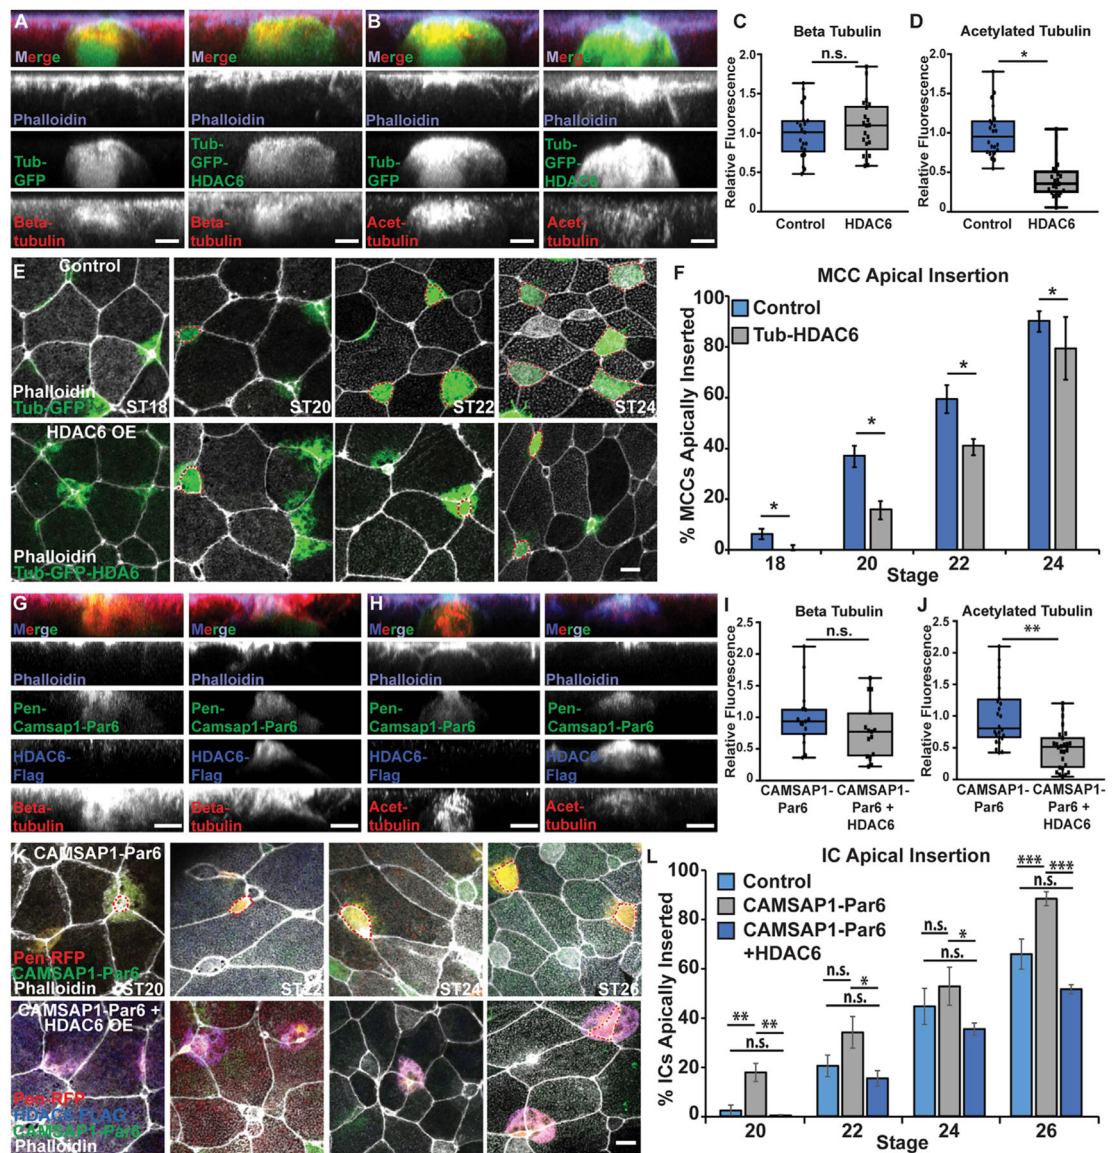 A
B
Merge
Merge
Merge
Merge
Phalloidin
Phalloidin
Phalloidin
Phalloidin
Tub-
GFP
Tub-
GFP-
HDAC6
Tub-
GFP
Tub-
GFP-
HDAC6
Beta-
tubulin
Beta-
tubulin
Acet-
tubulin
Acet-
tubulin
C
Beta Tubulin
n.s.
Relative Fluorescence
2.0
1.5
1.0
0.5
0.0
Control
HDAC6
D
Acetylated Tubulin
*
Relative Fluorescence
2.0
1.5
1.0
0.5
0.0
Control
HDAC6
E
Control
Phalloidin
Tub-GFP
ST18
ST20
ST22
ST24
HDAC6 OE
Phalloidin
Tub-GFP-HDA6
F
MCC Apical Insertion
Control
Tub-HDAC6
% MCCs Apically Inserted
100
80
60
40
20
0
*
*
*
*
18
20
22
24
Stage
G
H
Merge
Merge
Merge
Merge
Phalloidin
Phalloidin
Phalloidin
Phalloidin
Pen-
Camsap1-Par6
Pen-
Camsap1-Par6
Pen-
Camsap1-Par6
Pen-
Camsap1-Par6
HDAC6-
Flag
HDAC6-
Flag
HDAC6-
Flag
HDAC6-
Flag
Beta-
tubulin
Beta-
tubulin
Acet-
tubulin
Acet-
tubulin
I
Beta Tubulin
n.s.
Relative Fluorescence
2.5
2.0
1.5
1.0
0.5
0.0
CAMSAP1-
Par6
CAMSAP1-
Par6 +
HDAC6
J
Acetylated Tubulin
**
Relative Fluorescence
2.5
2.0
1.5
1.0
0.5
0.0
CAMSAP1-
Par6
CAMSAP1-
Par6 +
HDAC6
K
CAMSAP1-Par6
Pen-RFP
CAMSAP1-Par6
Phalloidin
ST20
ST22
ST24
ST26
CAMSAP1-Par6 +
HDAC6 OE
Pen-RFP
HDAC6-FLAG
CAMSAP1-Par6
Phalloidin
L
IC Apical Insertion
Control
CAMSAP1-Par6
CAMSAP1-Par6
+HDAC6
% ICs Apically Inserted
100
80
60
40
20
0
**
**
n.s.
n.s.
*
n.s.
n.s.
*
n.s.
***
***
n.s.
20
22
24
26
Stage